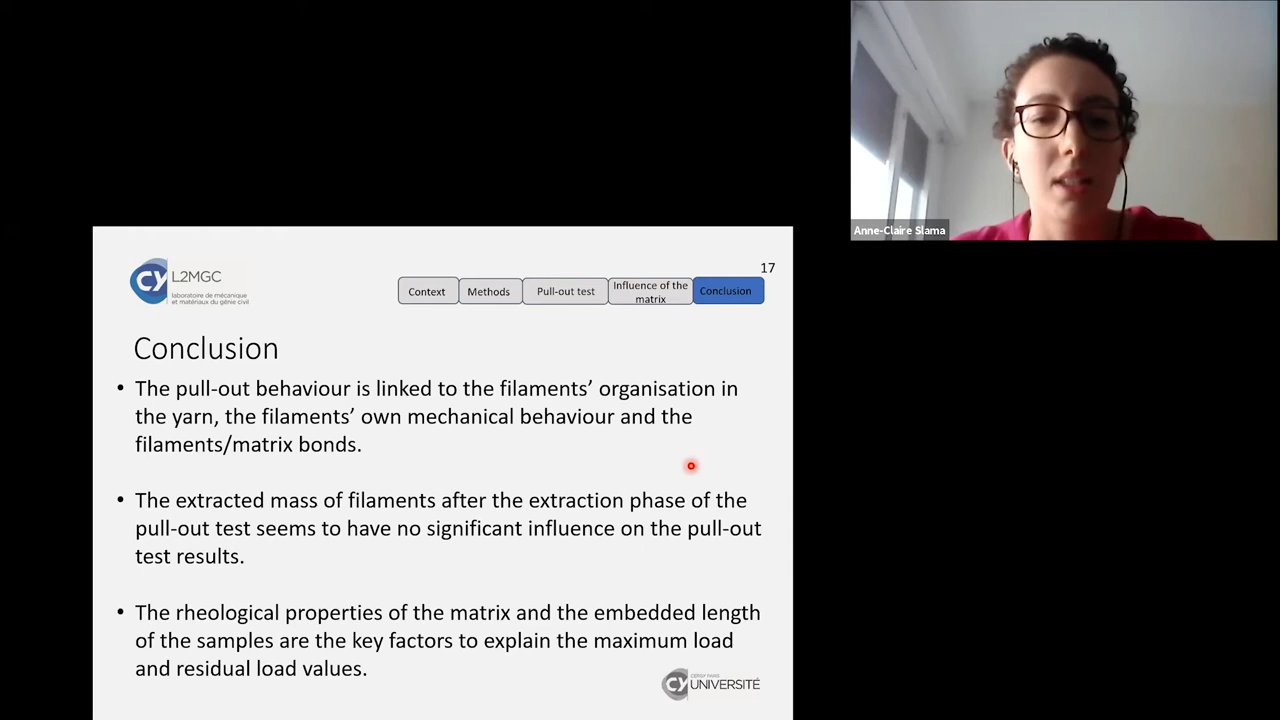 Anne-Claire Slama
17
CY
L2MGC
laboratoire de mécanique
et matériaux du génie civil
Context
Methods
Pull-out test
Influence of the
matrix
Conclusion
Conclusion
• The pull-out behaviour is linked to the filaments’ organisation in
the yarn, the filaments’ own mechanical behaviour and the
filaments/matrix bonds.
• The extracted mass of filaments after the extraction phase of the
pull-out test seems to have no significant influence on the pull-out
test results.
• The rheological properties of the matrix and the embedded length
of the samples are the key factors to explain the maximum load
and residual load values.
CY
CERGY PARIS
UNIVERSITÉ